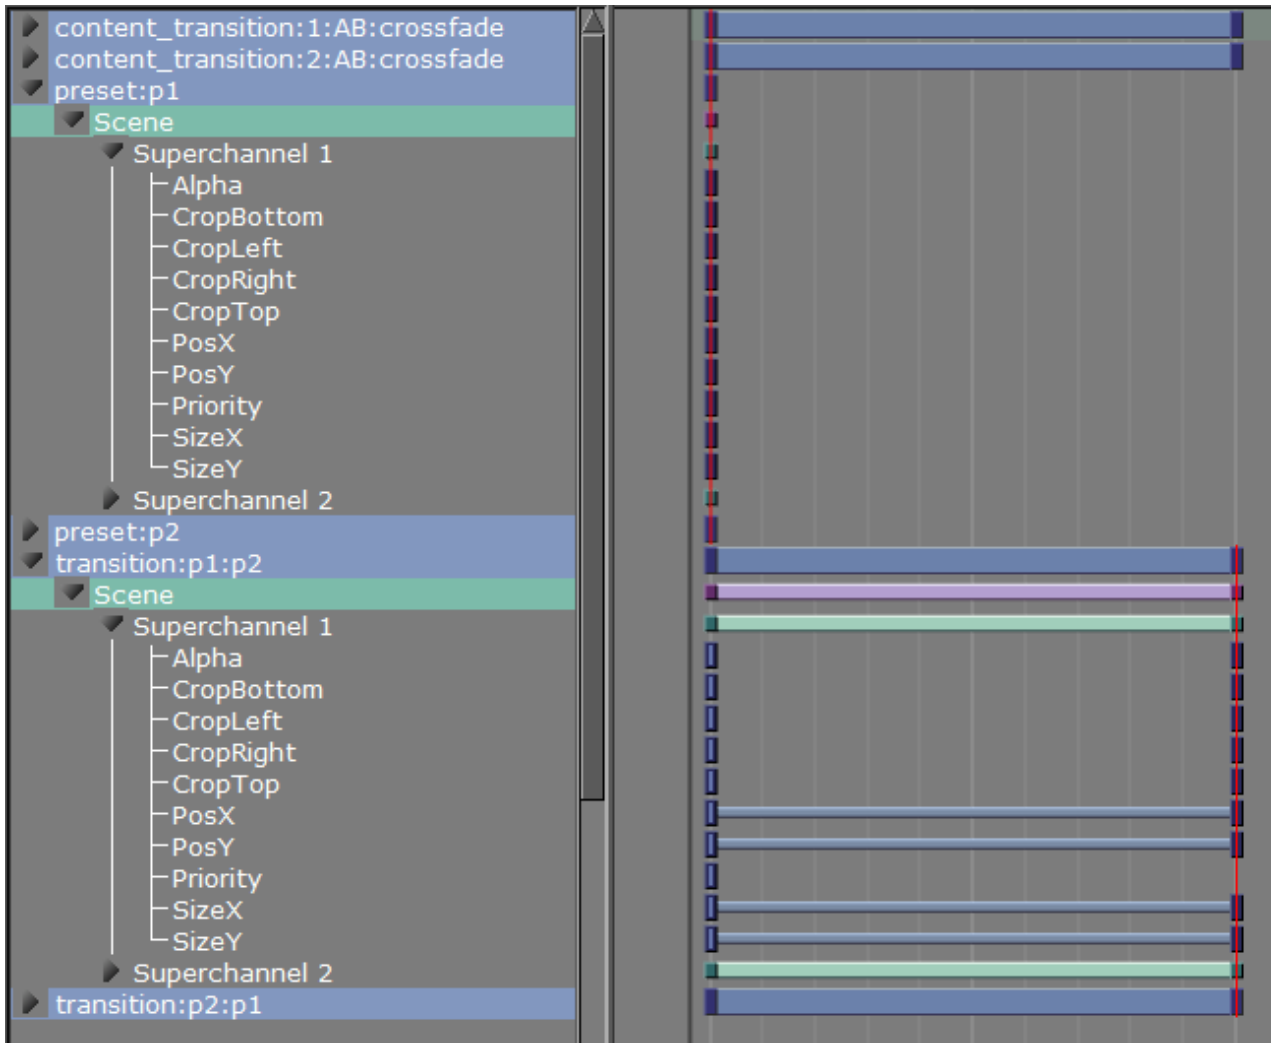 content_transition:1:AB:crossfade
content_transition:2:AB:crossfade
preset:p1
Scene
Superchannel 1
Alpha
CropBottom
CropLeft
CropRight
CropTop
PosX
PosY
Priority
SizeX
SizeY
Superchannel 2
preset:p2
transition:p1:p2
Scene
Superchannel 1
Alpha
CropBottom
CropLeft
CropRight
CropTop
PosX
PosY
Priority
SizeX
SizeY
Superchannel 2
transition:p2:p1